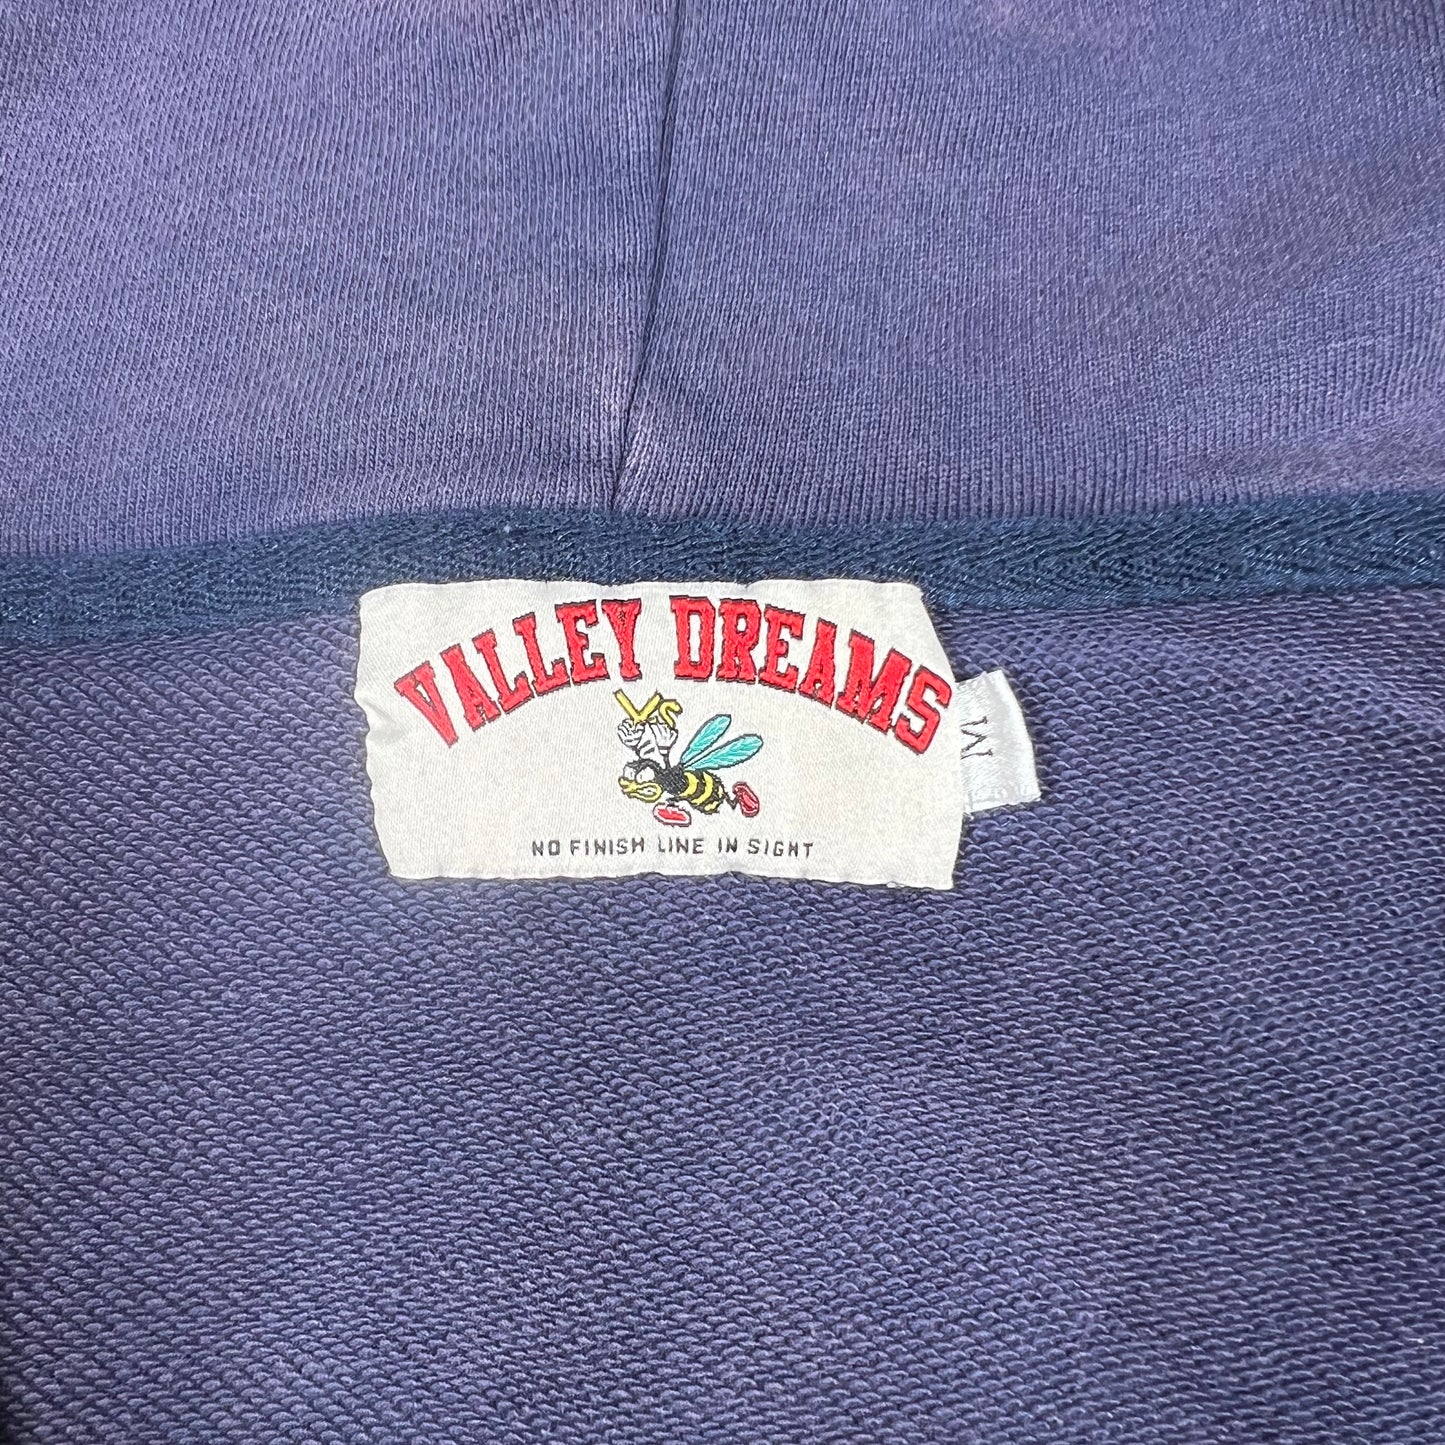 VALLEY DREAMS
VS
NO FINISH LINE IN SIGHT
M